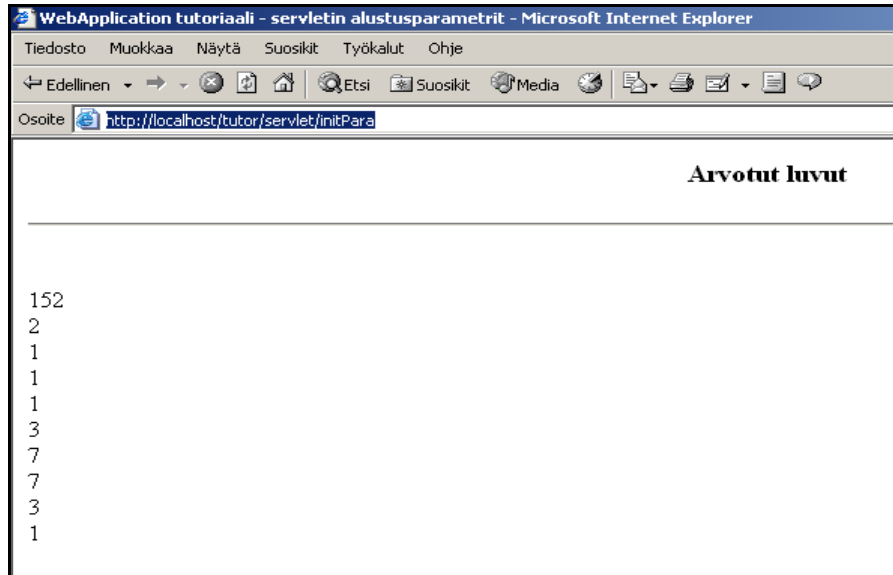 WebApplication tutoriaali - servletin alustusparametrit - Microsoft Internet Explorer
Tiedosto Muokkaa Näytä Suosikit Työkalut Ohje
Edellinen Etsi Suosikit Media
Osoite http://localhost/tutor/servlet/initPara
Arvotut luvut
152
2
1
1
1
3
7
7
3
1